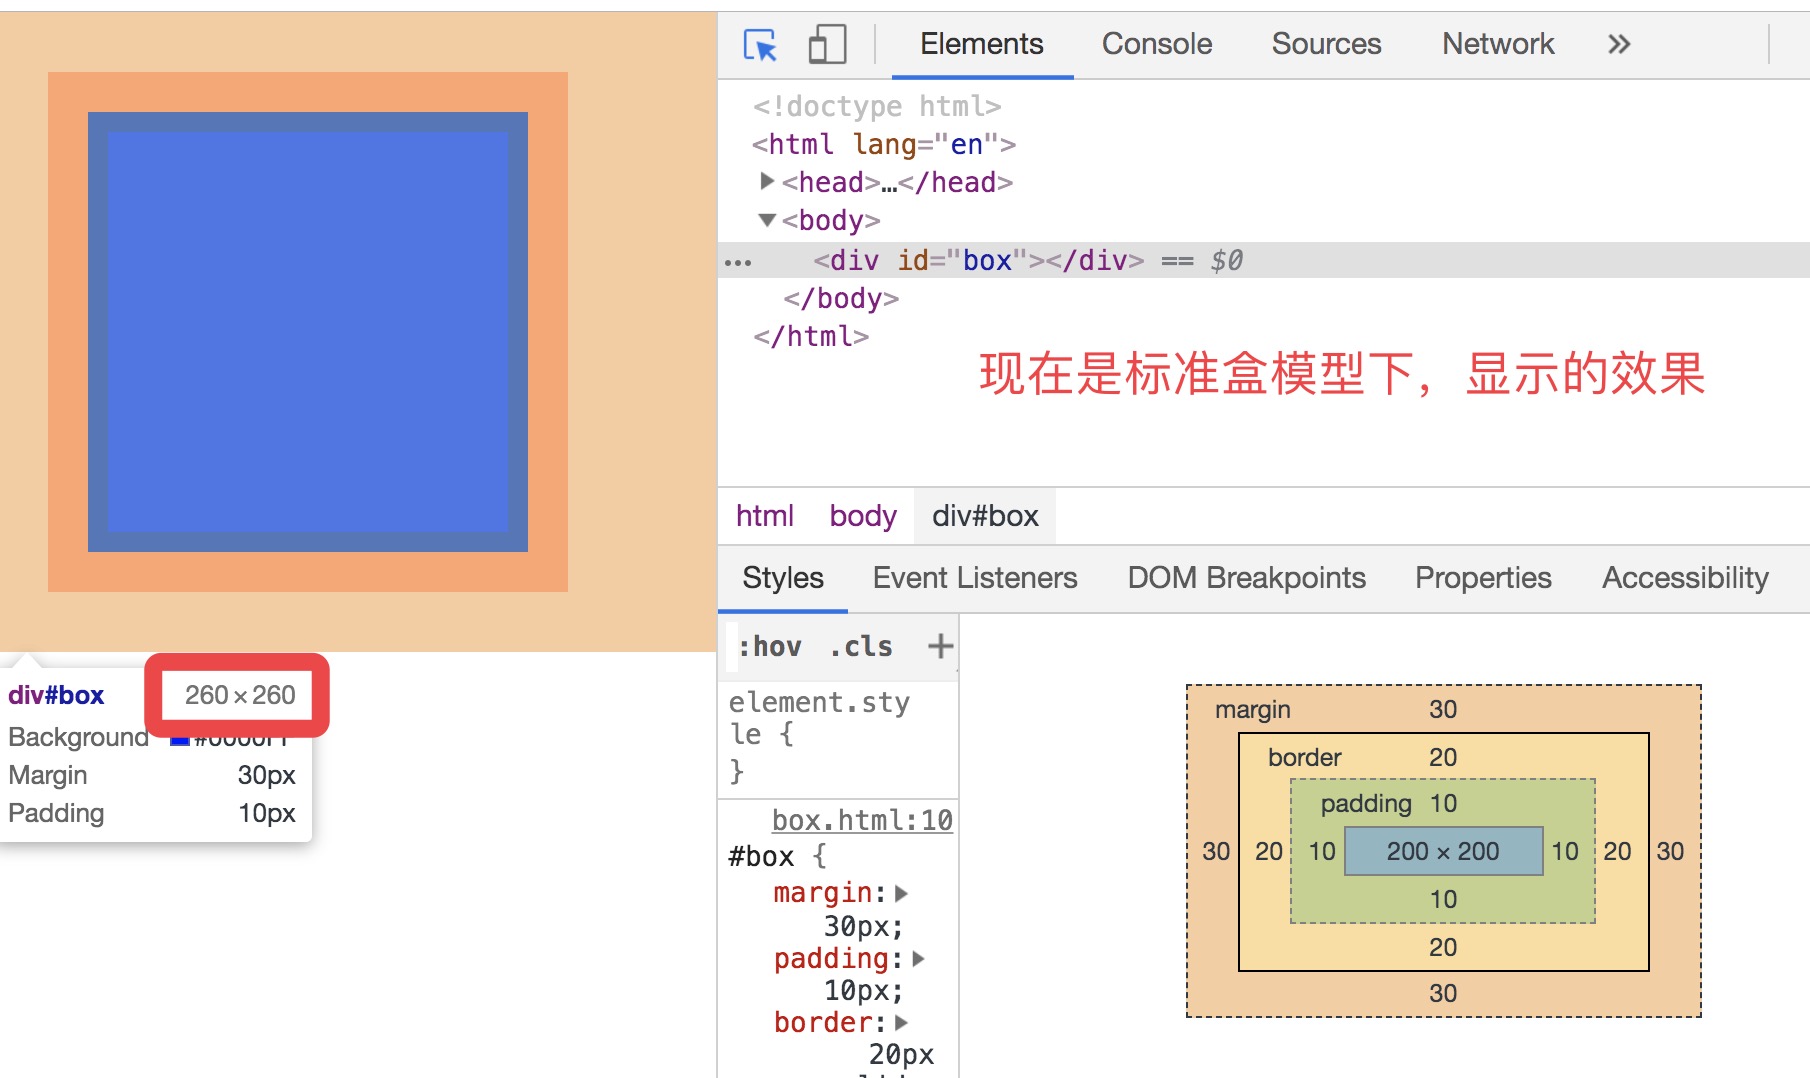 Elements Console Sources Network »
<!doctype html>
<html lang="en">
<head>…</head>
<body>
<div id="box"></div> == $0
</body>
</html>
现在是标准盒模型下，显示的效果
html body div#box
Styles Event Listeners DOM Breakpoints Properties Accessibility
:hov .cls +
element.sty
le {
}
box.html:10
#box {
margin:
30px;
padding:
10px;
border:
20px
div#box 260×260
Background
Margin 30px
Padding 10px
margin 30
border 20
padding 10
30 20 10 200 × 200 10 20 30
10
20
30